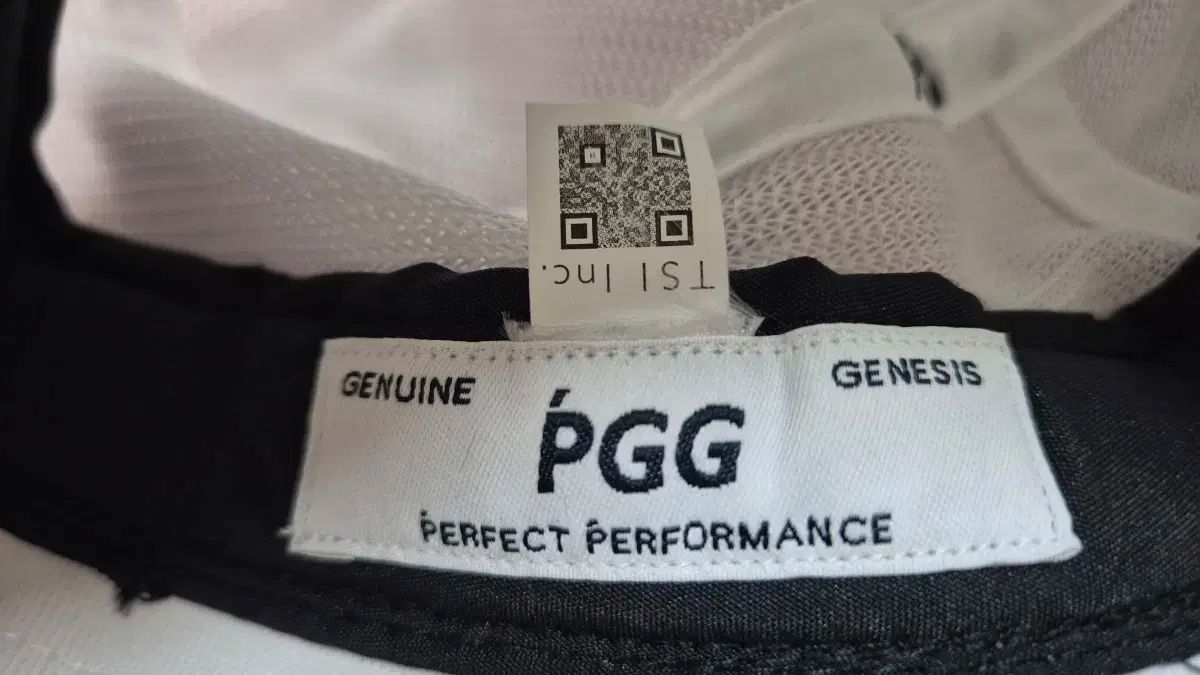 TSI Inc.
GENUINE
GENESIS
ṔGG
ṔERFECT ṔERFORMANCE